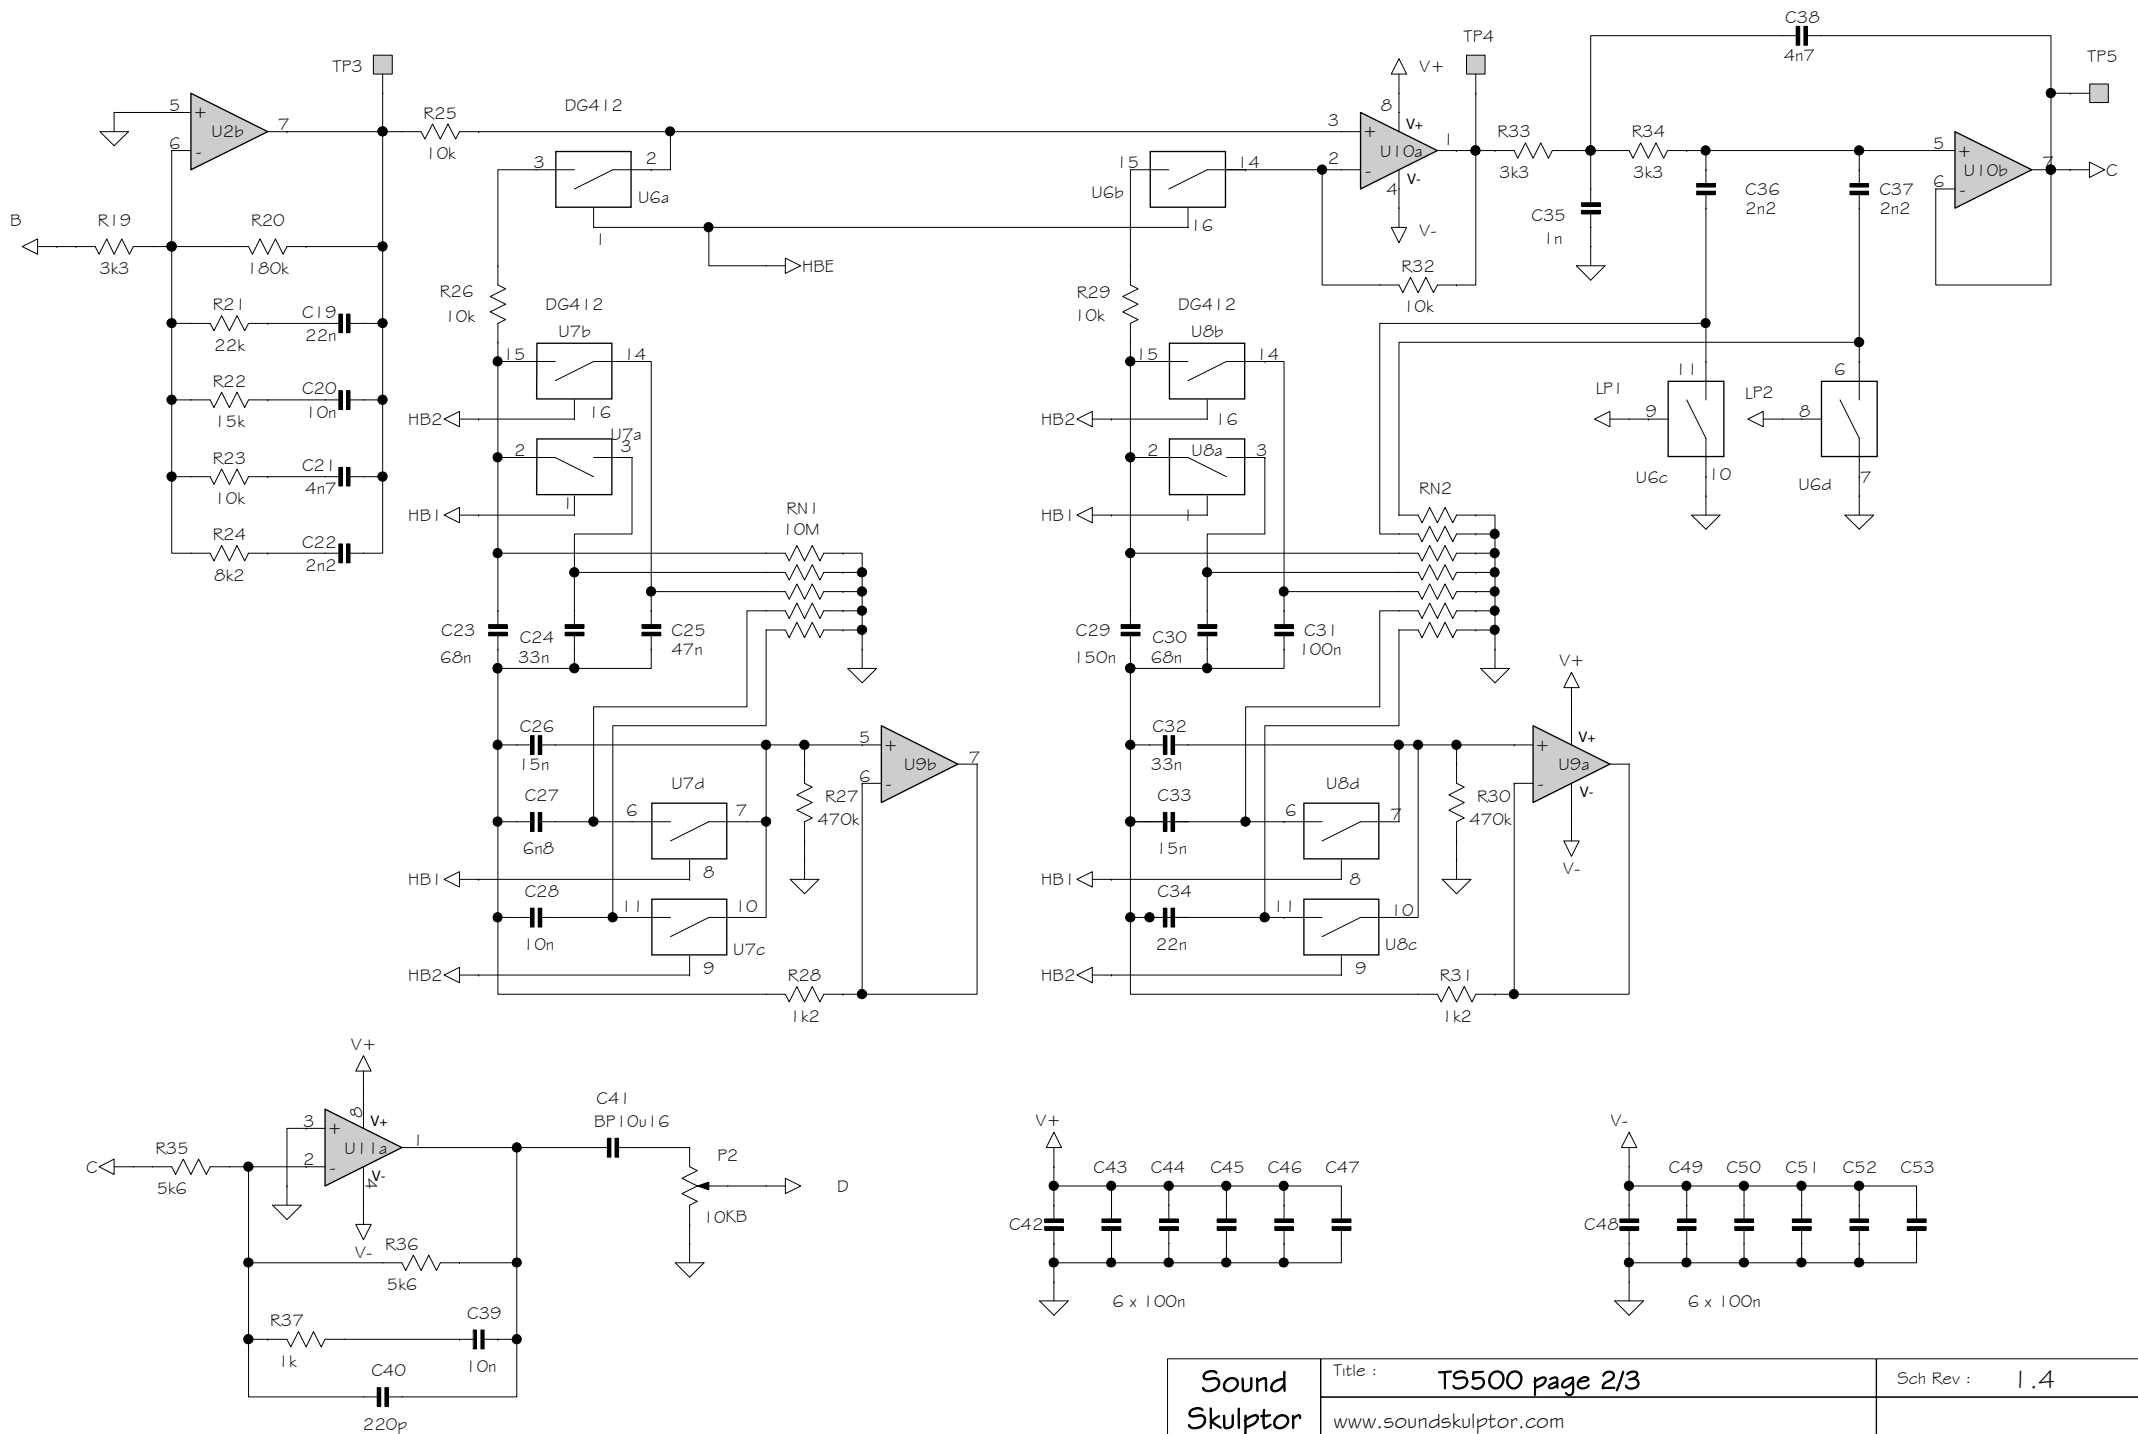 C38
4n7
TP4
TP5
TP3
V+
DG412
R25
10k
5
+
U2b
7
6
-
3
2
U6a
1
15
14
U6b
16
HBE
3
+
8
V+
U10a
1
2
-
4
V-
V-
R32
10k
R33
3k3
R34
3k3
C35
1n
C36
2n2
C37
2n2
5
+
U10b
7
6
-
C
B
R19
3k3
R20
180k
R21
22k
C19
22n
R22
15k
C20
10n
R23
10k
C21
4n7
R24
8k2
C22
2n2
R26
10k
DG412
U7b
15
14
HB2
16
U7a
2
3
HB1
1
RN1
10M
R29
10k
DG412
U8b
15
14
HB2
16
2
U8a
3
HB1
1
RN2
LP1
9
11
U6c
10
LP2
8
6
U6d
7
C23
68n
C24
33n
C25
47n
C29
150n
C30
68n
C31
100n
C26
15n
C27
6n8
U7d
6
7
HB1
8
C28
10n
11
10
U7c
HB2
9
R27
470k
5
+
U9b
7
6
-
R28
1k2
C32
33n
C33
15n
U8d
6
7
HB1
8
C34
22n
11
10
U8c
HB2
9
R30
470k
V+
+
V+
U9a
-
V-
V-
R31
1k2
V+
8
V+
3
+
U11a
1
2
-
V-
4
V-
C
R35
5k6
R36
5k6
R37
1k
C39
10n
C40
220p
C41
BP10u16
P2
10KB
D
V+
C42
C43
C44
C45
C46
C47
6 x 100n
V-
C48
C49
C50
C51
C52
C53
6 x 100n
Sound
Skulptor
Title :
TS500 page 2/3
Sch Rev :
1.4
www.soundskulptor.com